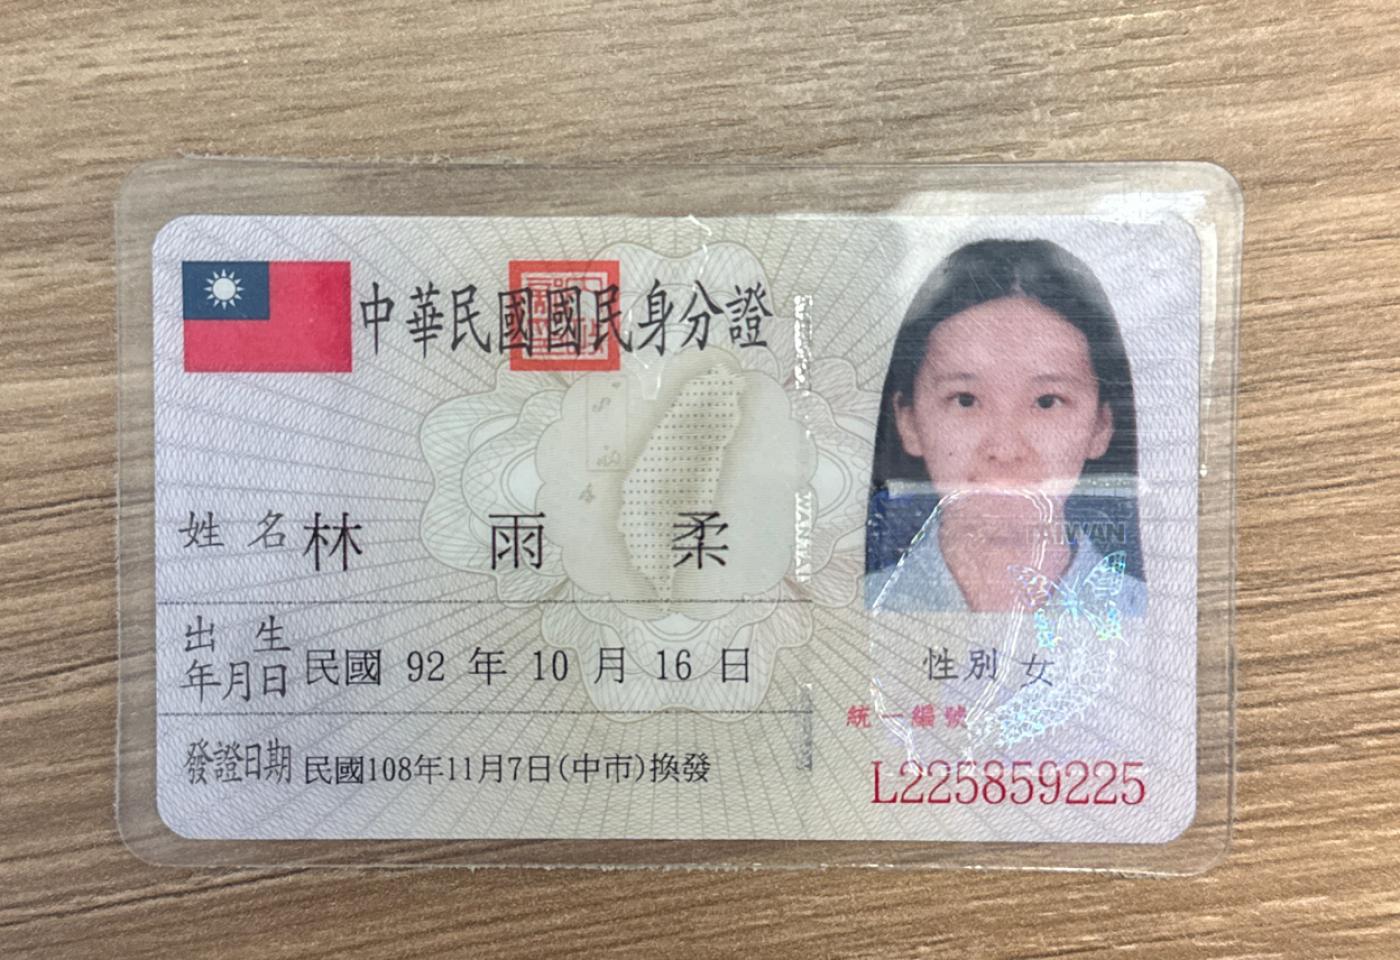 中華民國國民身分證
姓名 林雨柔
出生年月日 民國 92 年 10 月 16 日
發證日期 民國108年11月7日(中市)換發
TAIWAN
TAIWAN
性別 女
統一編號
L225859225